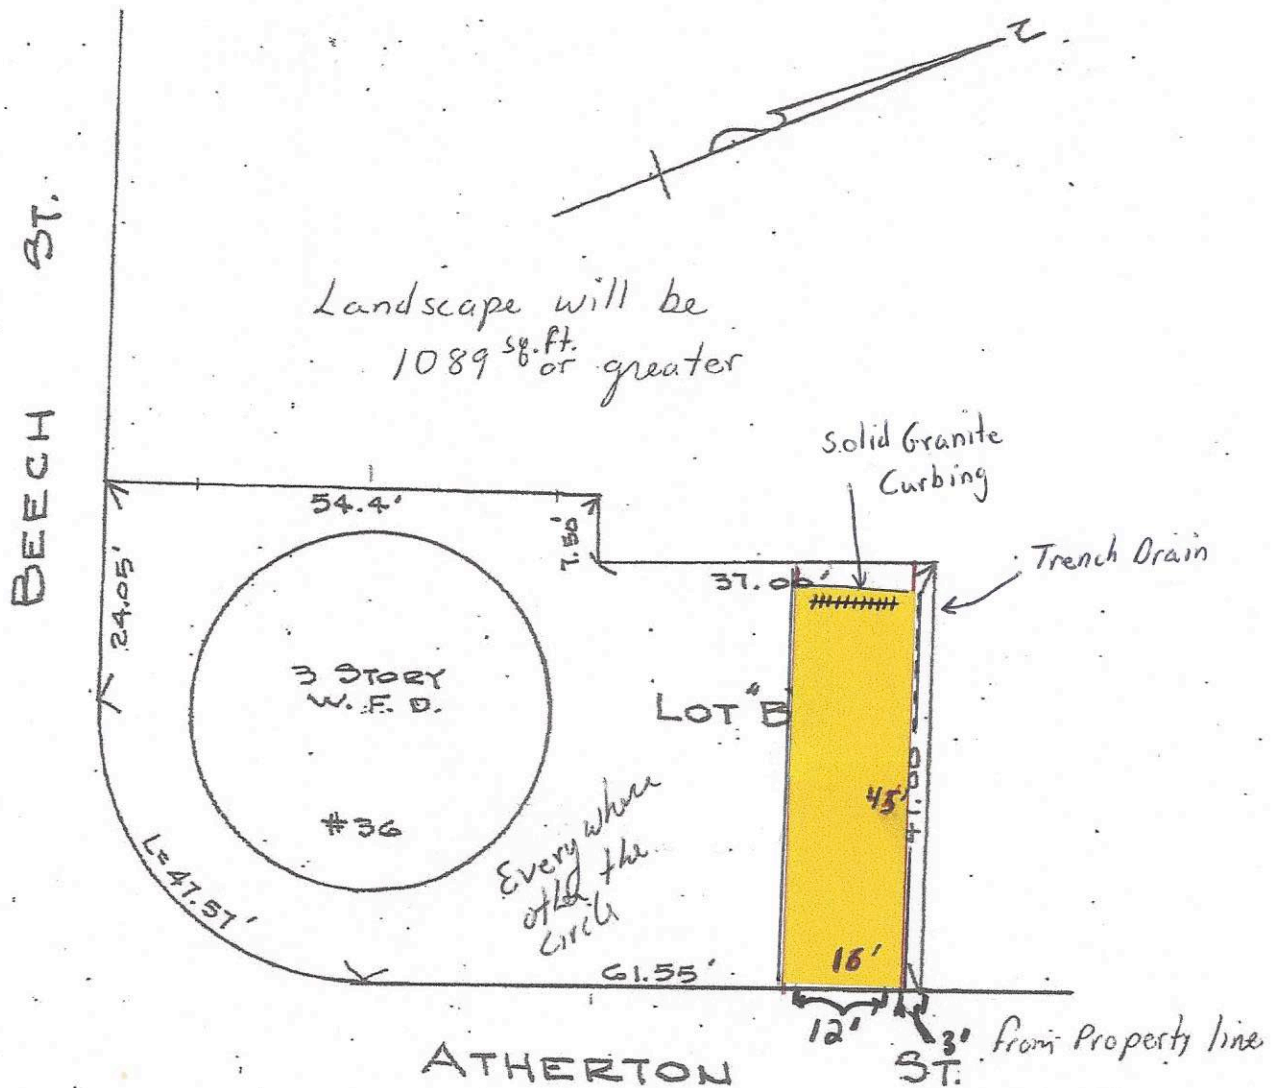 Z
BEECH ST.
Landscape will be
1089 sq.ft. or greater
Solid Granite
Curbing
Trench Drain
54.4'
7.50'
37.00'
24.05'
3 STORY
W. F. D.
#36
LOT "B
45'
L=47.57'
Every where
other the
circle
61.55'
16'
12'
3' from Property line
ATHERTON ST.